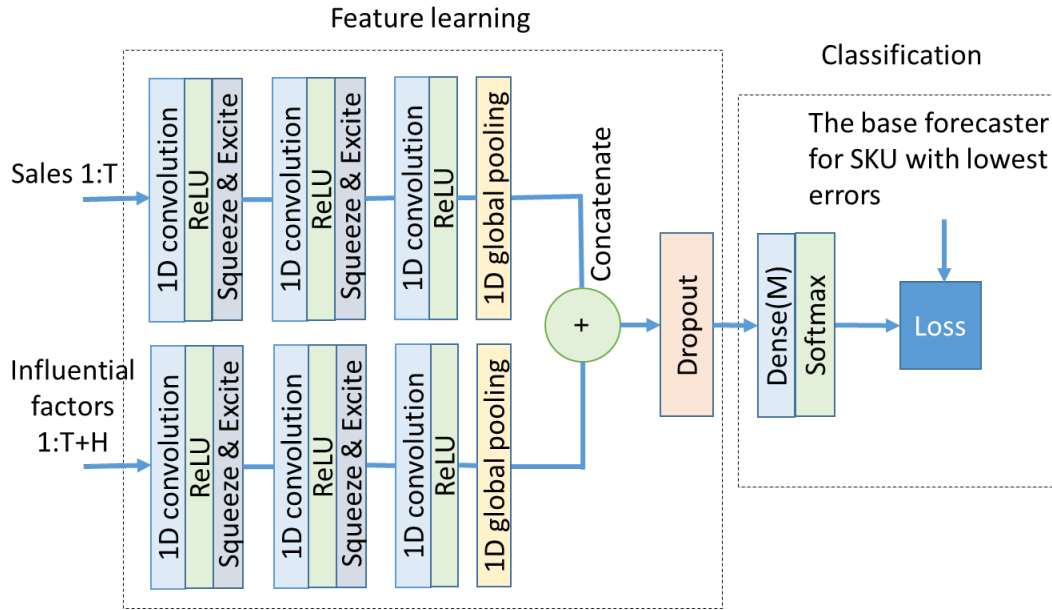 Feature learning
Classification
Sales 1:T
1D convolution
ReLU
Squeeze & Excite
1D convolution
ReLU
Squeeze & Excite
1D convolution
ReLU
1D global pooling
Concatenate
The base forecaster
for SKU with lowest
errors
+
Dropout
Dense(M)
Softmax
Loss
Influential
factors
1:T+H
1D convolution
ReLU
Squeeze & Excite
1D convolution
ReLU
Squeeze & Excite
1D convolution
ReLU
1D global pooling